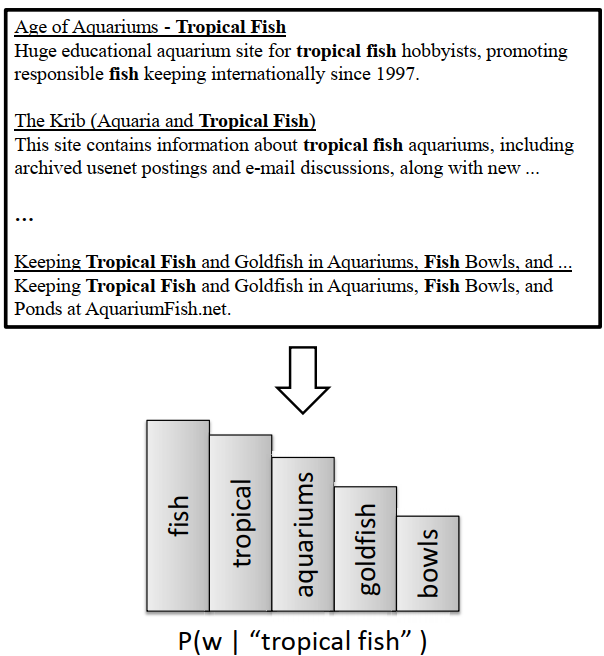 Age of Aquariums - Tropical Fish
Huge educational aquarium site for tropical fish hobbyists, promoting
responsible fish keeping internationally since 1997.
The Krib (Aquaria and Tropical Fish)
This site contains information about tropical fish aquariums, including
archived usenet postings and e-mail discussions, along with new ...
...
Keeping Tropical Fish and Goldfish in Aquariums, Fish Bowls, and ...
Keeping Tropical Fish and Goldfish in Aquariums, Fish Bowls, and
Ponds at AquariumFish.net.
fish
tropical
aquariums
goldfish
bowls
P(w | “tropical fish” )